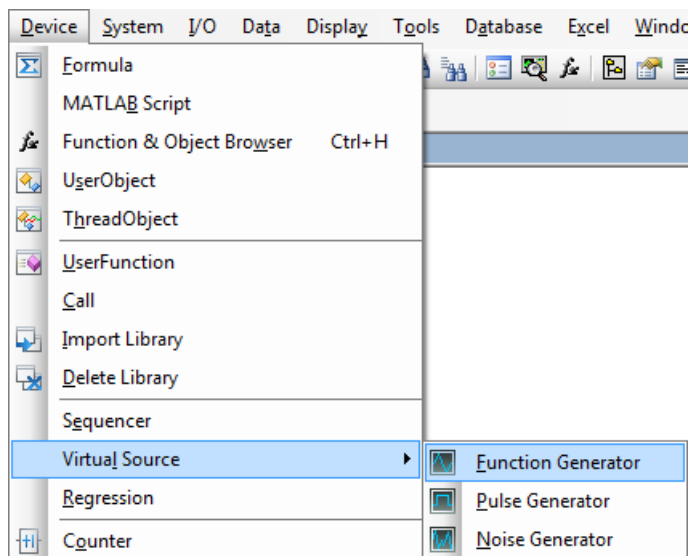 Device System I/O Data Display Tools Database Excel Windo
Formula
MATLAB Script
Function & Object Browser Ctrl+H
UserObject
ThreadObject
UserFunction
Call
Import Library
Delete Library
Sequencer
Virtual Source
Function Generator
Regression
Pulse Generator
Counter
Noise Generator